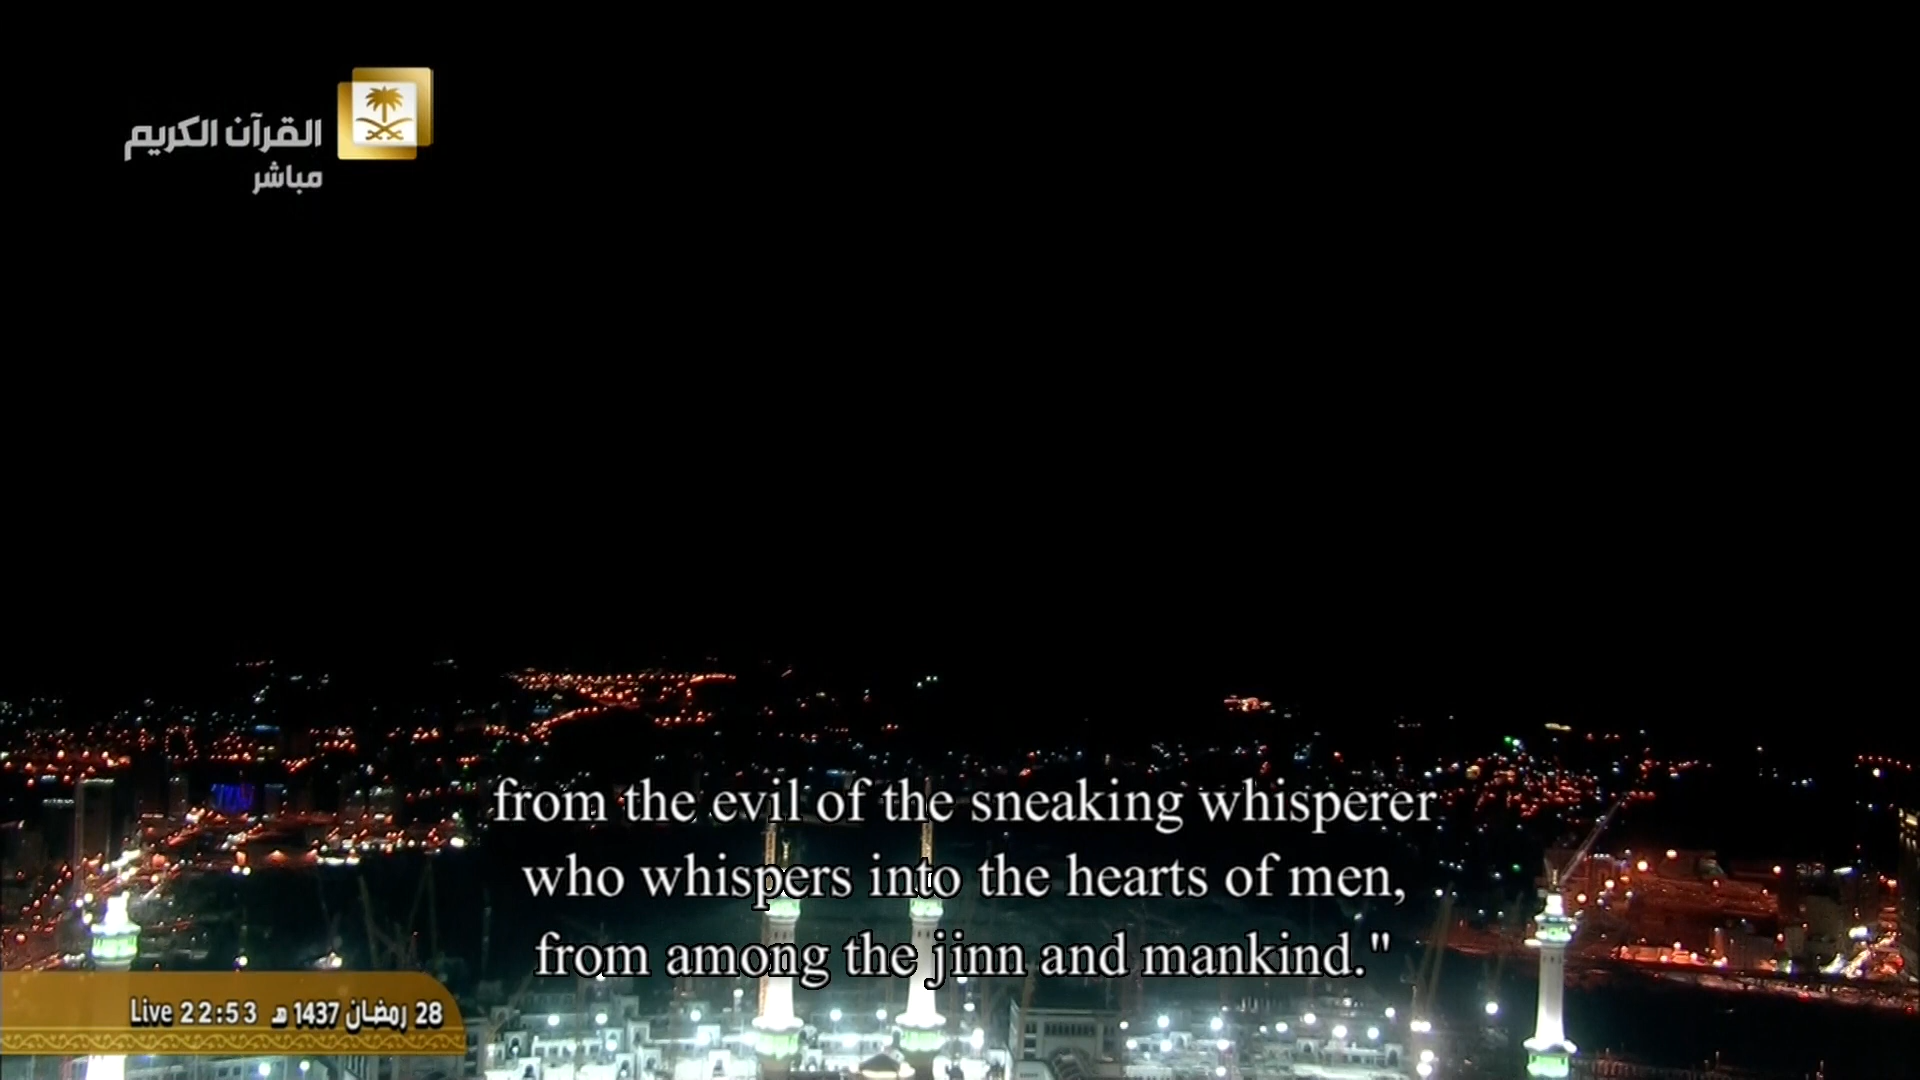 القرآن الكريم
مباشر
from the evil of the sneaking whisperer
who whispers into the hearts of men,
from among the jinn and mankind."
Live 22:53 28 رمضان 1437 هـ